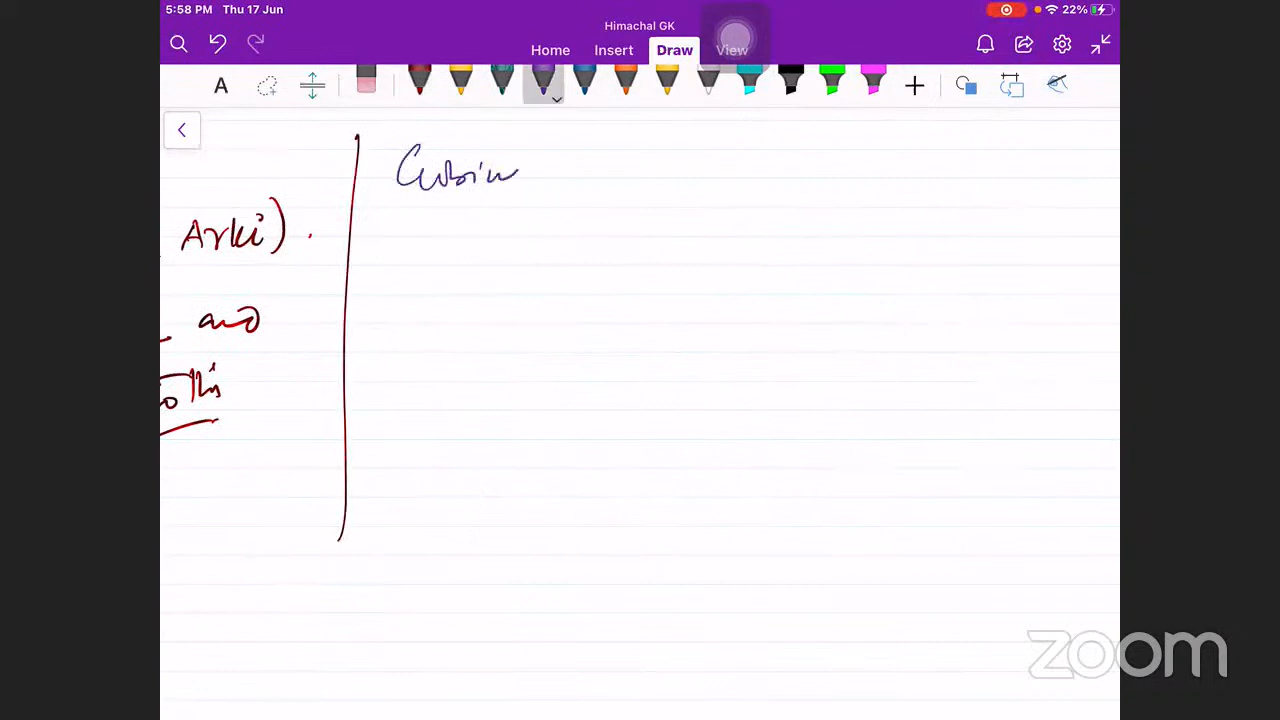 5:58 PM Thu 17 Jun
22%
Himachal GK
Home Insert Draw View
A
Arki).
and
zoom